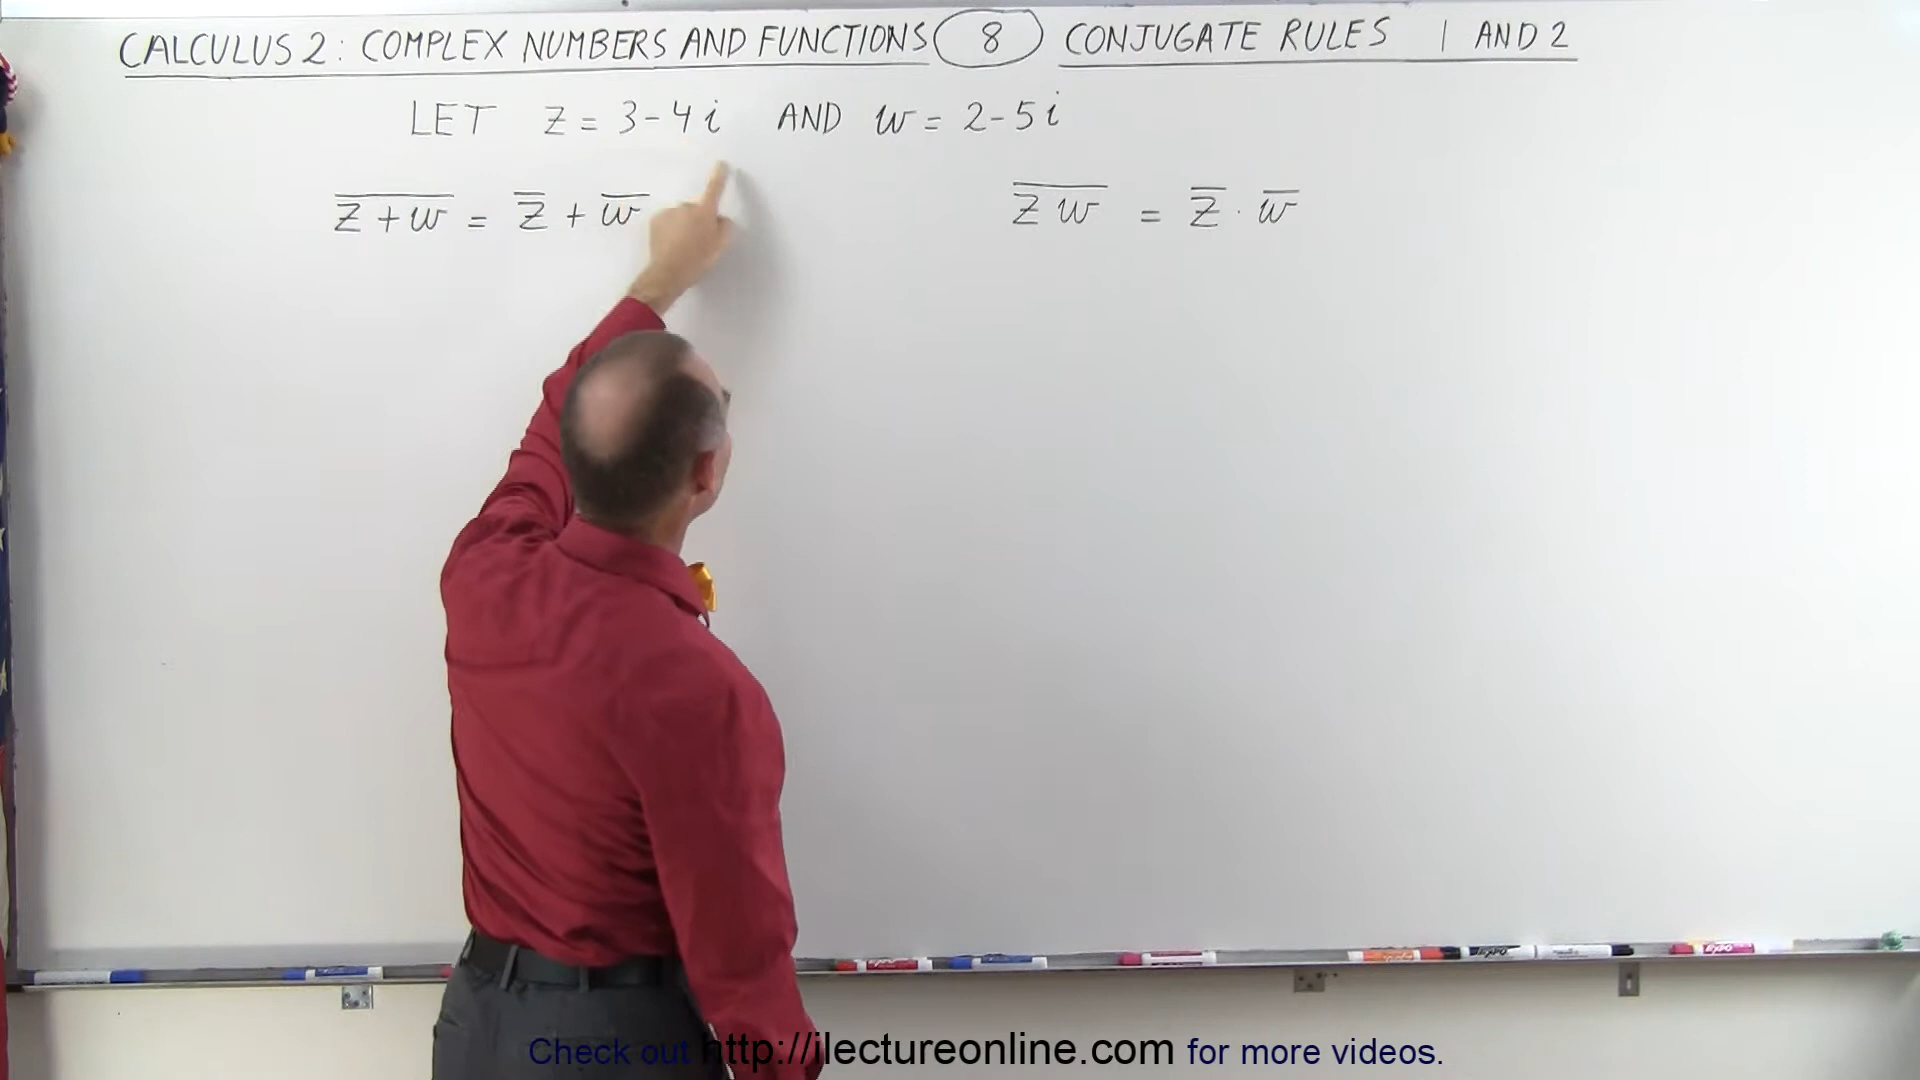 CALCULUS 2: COMPLEX NUMBERS AND FUNCTIONS 8 CONJUGATE RULES 1 AND 2
LET z = 3 - 4i AND w = 2 - 5i
z̅ ̅+̅ ̅w̅ = z̅ + w̅
z̅ ̅w̅ = z̅ · w̅
EXPO
Check out http://ilectureonline.com for more videos.